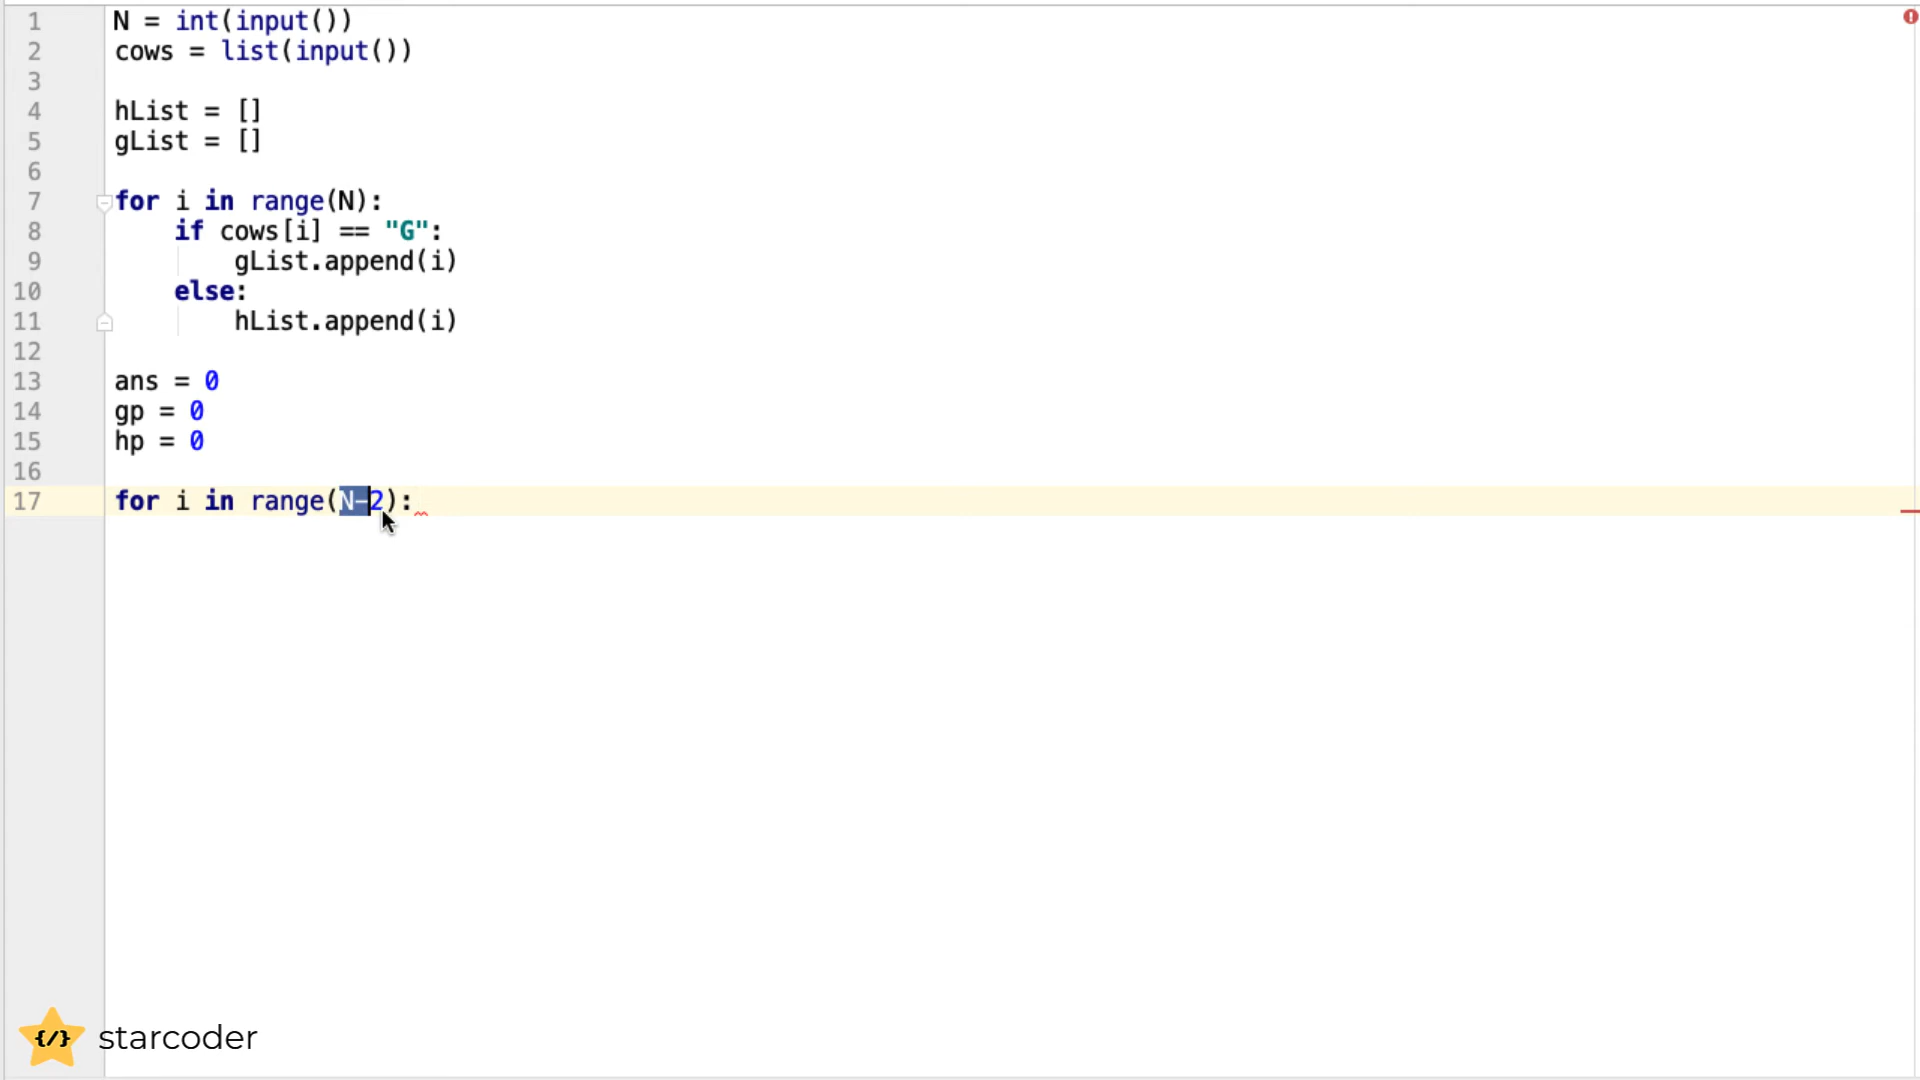 1 N = int(input())
2 cows = list(input())
3
4 hList = []
5 gList = []
6
7 for i in range(N):
8     if cows[i] == "G":
9         gList.append(i)
10     else:
11         hList.append(i)
12
13 ans = 0
14 gp = 0
15 hp = 0
16
17 for i in range(N-2):
{/} starcoder